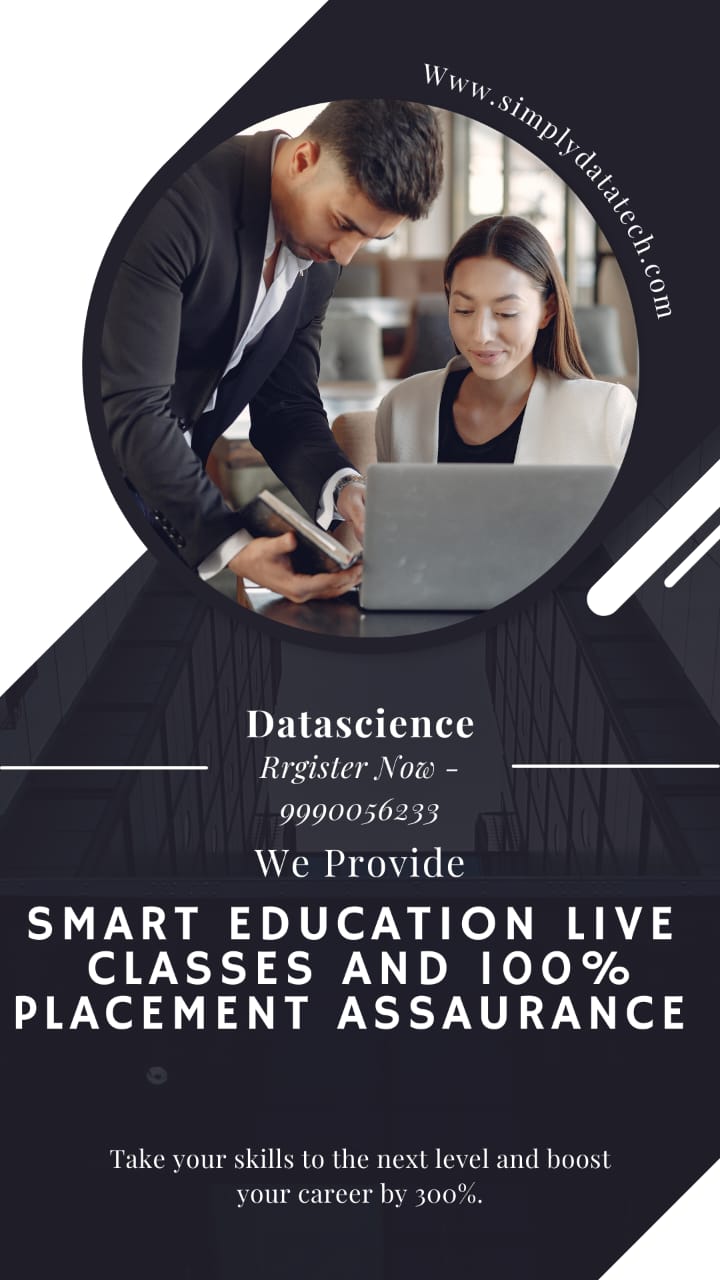 Www.simplydatatech.com
Datascience
Rrgister Now -
9990056233
We Provide
SMART EDUCATION LIVE
CLASSES AND 100%
PLACEMENT ASSAURANCE
Take your skills to the next level and boost
your career by 300%.